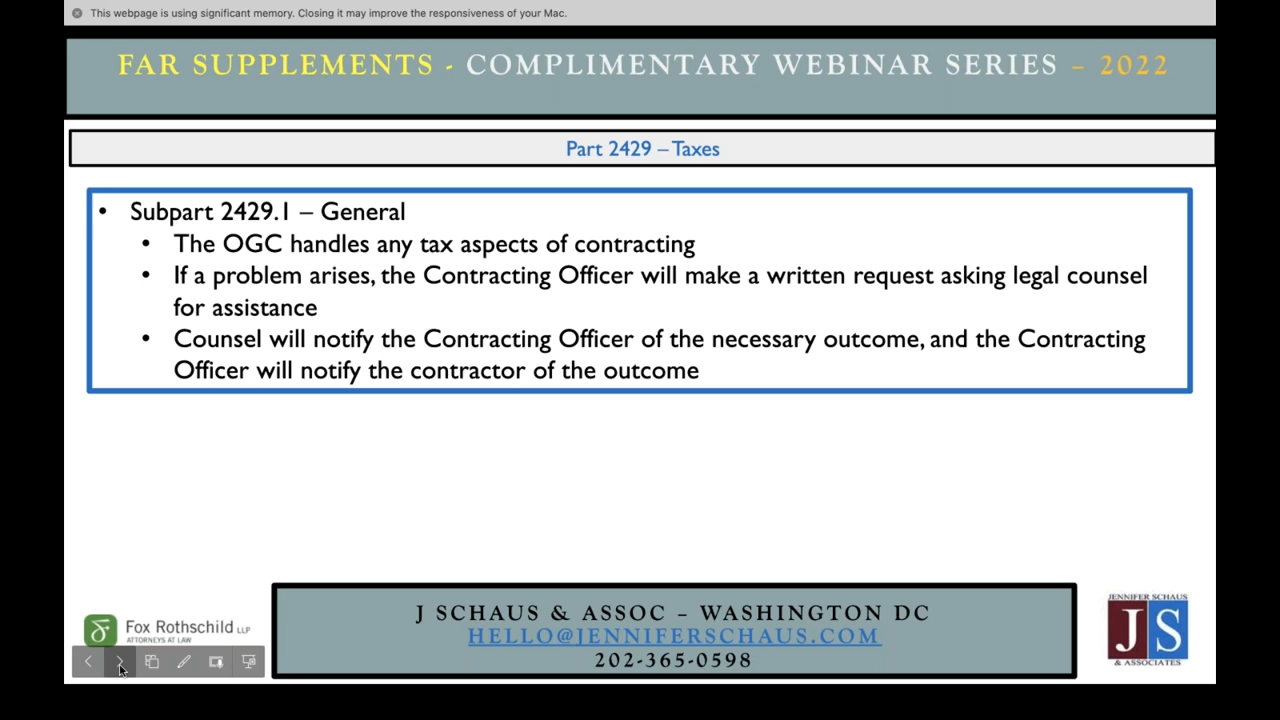 This webpage is using significant memory. Closing it may improve the responsiveness of your Mac.
FAR SUPPLEMENTS - COMPLIMENTARY WEBINAR SERIES – 2022
Part 2429 – Taxes
• Subpart 2429.1 – General
• The OGC handles any tax aspects of contracting
• If a problem arises, the Contracting Officer will make a written request asking legal counsel
for assistance
• Counsel will notify the Contracting Officer of the necessary outcome, and the Contracting
Officer will notify the contractor of the outcome
Fox Rothschild LLP
ATTORNEYS AT LAW
J SCHAUS & ASSOC – WASHINGTON DC
HELLO@JENNIFERSCHAUS.COM
202-365-0598
JENNIFER SCHAUS
JS
& ASSOCIATES